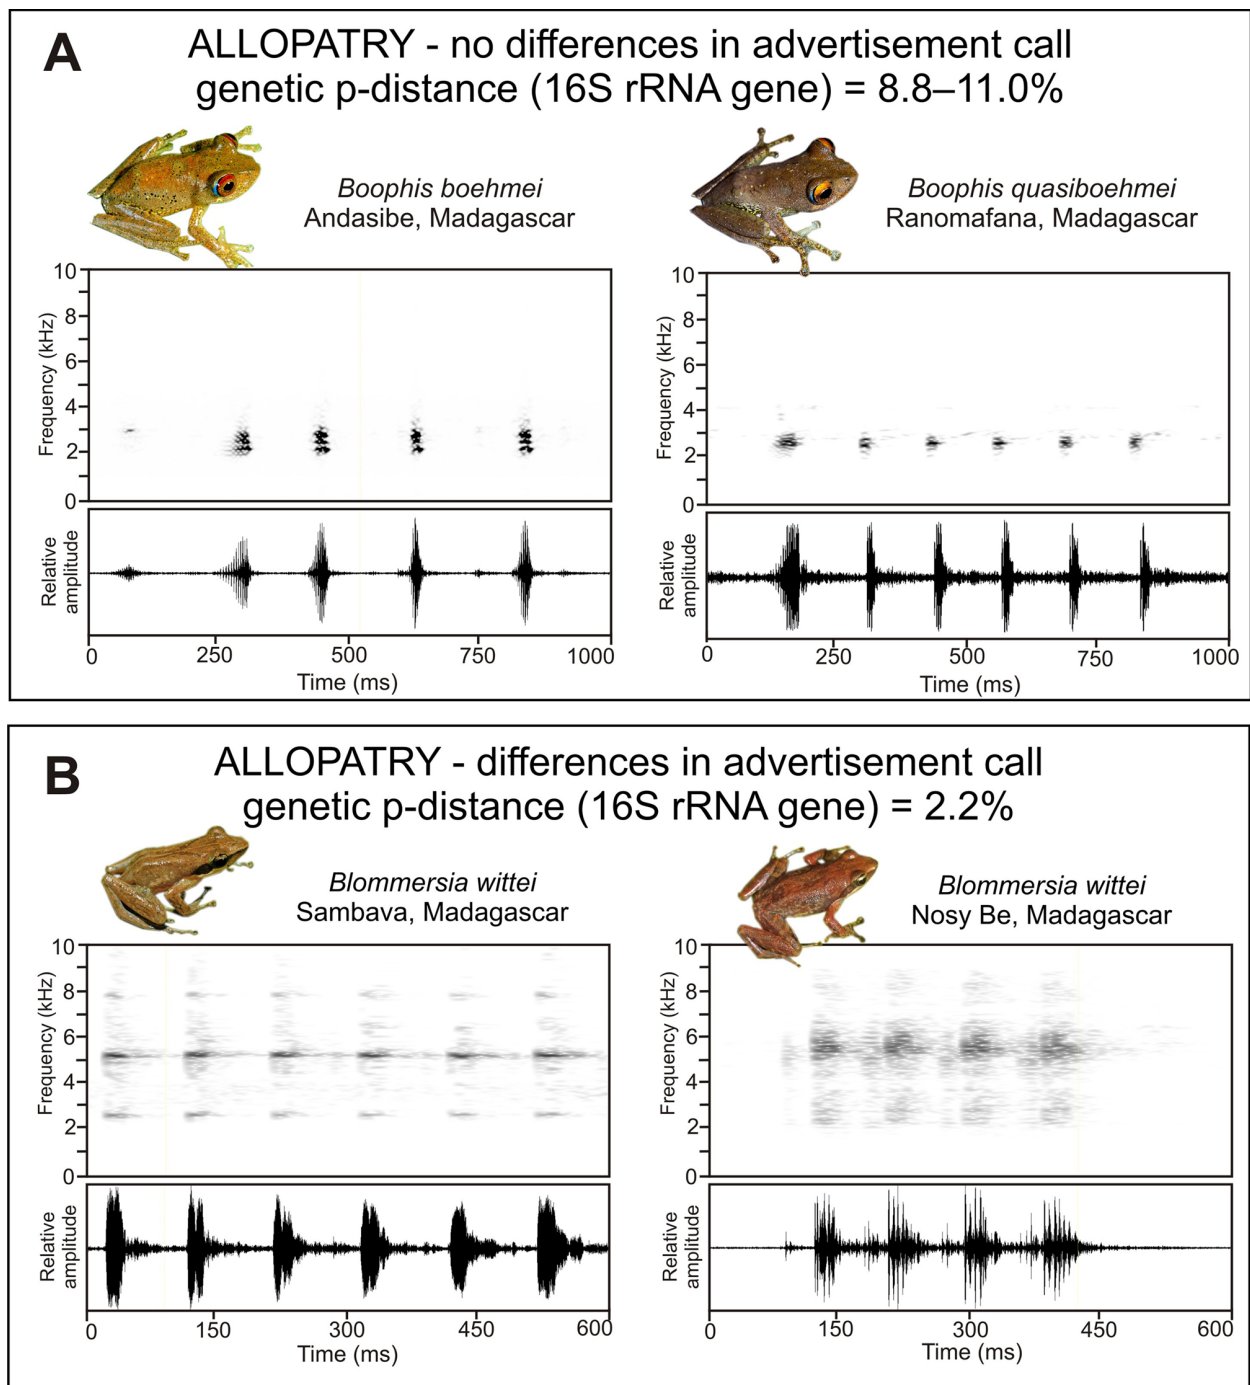 A
ALLOPATRY - no differences in advertisement call
genetic p-distance (16S rRNA gene) = 8.8–11.0%
Boophis boehmei
Andasibe, Madagascar
Boophis quasiboehmei
Ranomafana, Madagascar
Frequency (kHz)
10
8
6
4
2
0
Relative
amplitude
0
250
500
750
1000
Time (ms)
Frequency (kHz)
10
8
6
4
2
0
Relative
amplitude
0
250
500
750
1000
Time (ms)
B
ALLOPATRY - differences in advertisement call
genetic p-distance (16S rRNA gene) = 2.2%
Blommersia wittei
Sambava, Madagascar
Blommersia wittei
Nosy Be, Madagascar
Frequency (kHz)
10
8
6
4
2
0
Relative
amplitude
0
150
300
450
600
Time (ms)
Frequency (kHz)
10
8
6
4
2
0
Relative
amplitude
0
150
300
450
600
Time (ms)